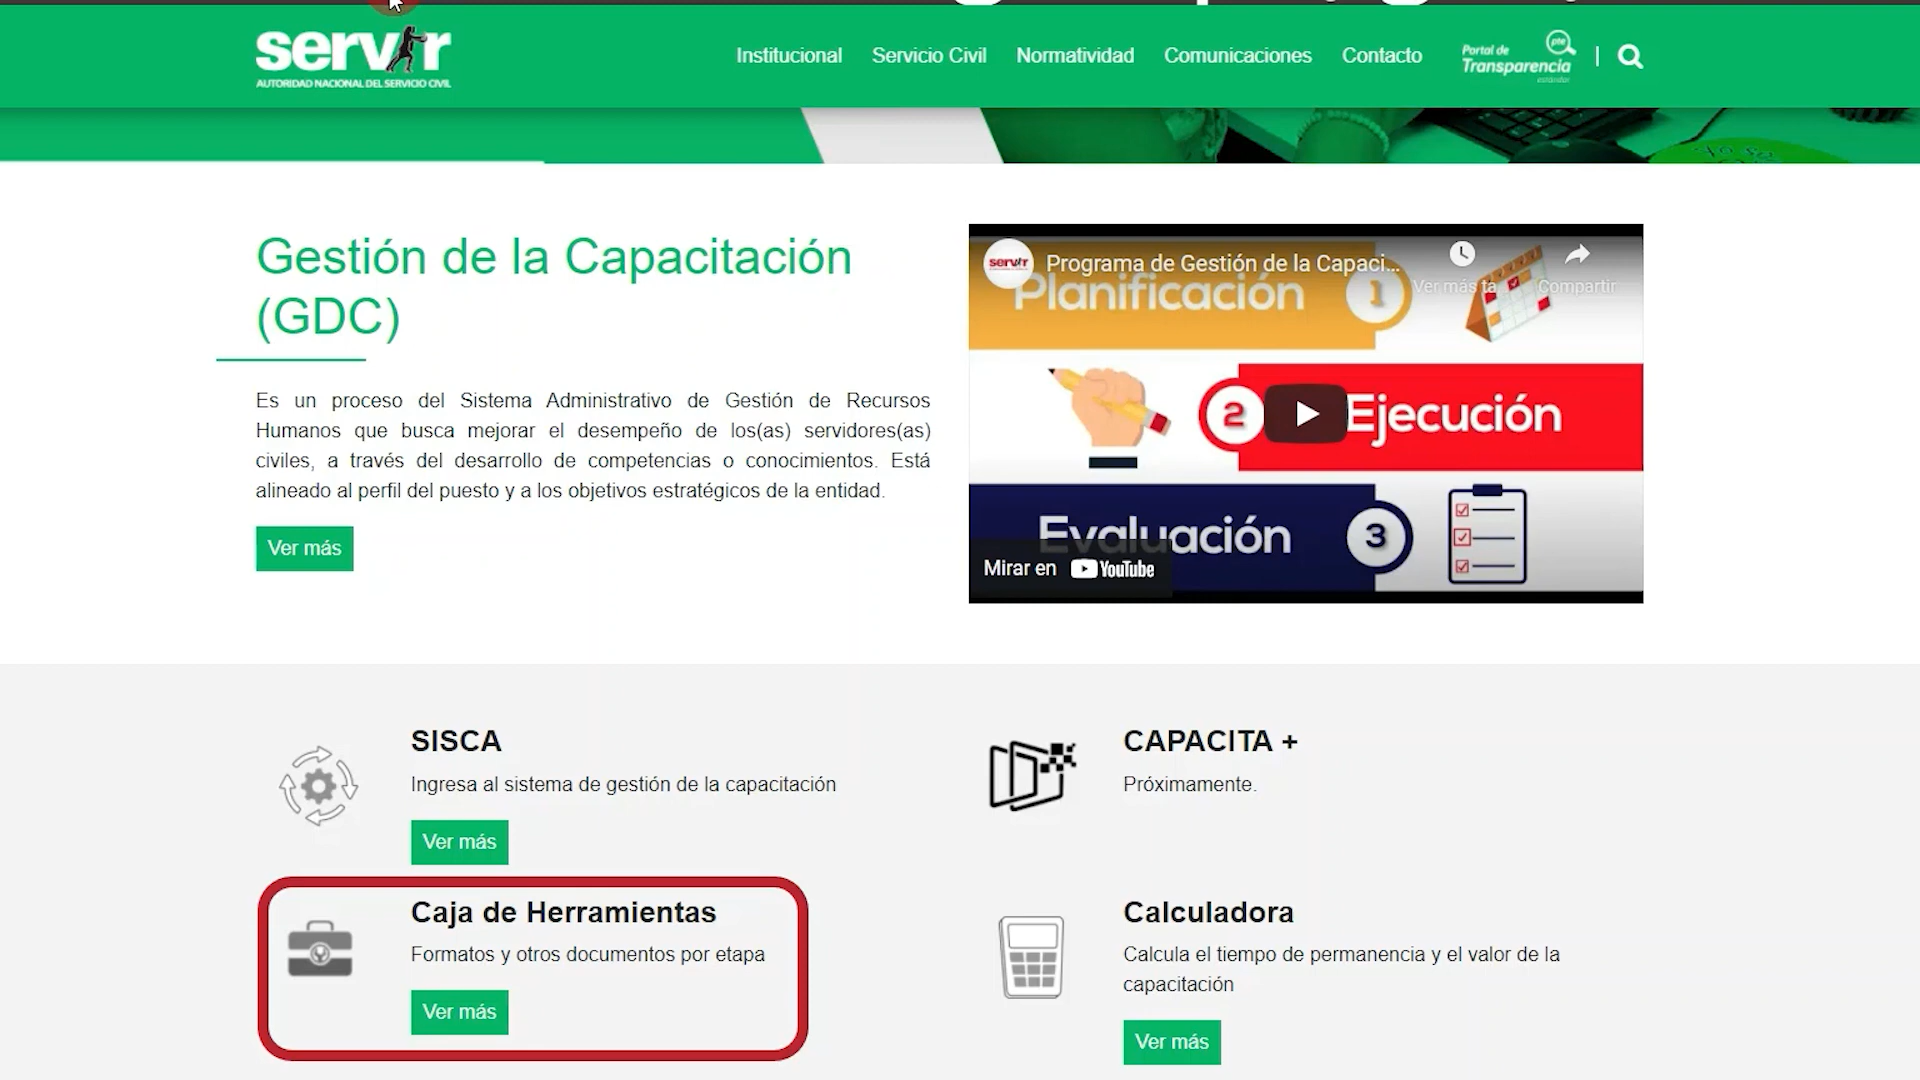 servir
AUTORIDAD NACIONAL DEL SERVICIO CIVIL
Institucional
Servicio Civil
Normatividad
Comunicaciones
Contacto
pte
Portal de
Transparencia
estándar
Gestión de la Capacitación
(GDC)
Es un proceso del Sistema Administrativo de Gestión de Recursos
Humanos que busca mejorar el desempeño de los(as) servidores(as)
civiles, a través del desarrollo de competencias o conocimientos. Está
alineado al perfil del puesto y a los objetivos estratégicos de la entidad.
Ver más
servir
Programa de Gestión de la Capaci...
Ver más ta
Compartir
Planificación
1
2
Ejecución
Evaluación
3
Mirar en YouTube
SISCA
Ingresa al sistema de gestión de la capacitación
Ver más
CAPACITA +
Próximamente.
Caja de Herramientas
Formatos y otros documentos por etapa
Ver más
Calculadora
Calcula el tiempo de permanencia y el valor de la
capacitación
Ver más